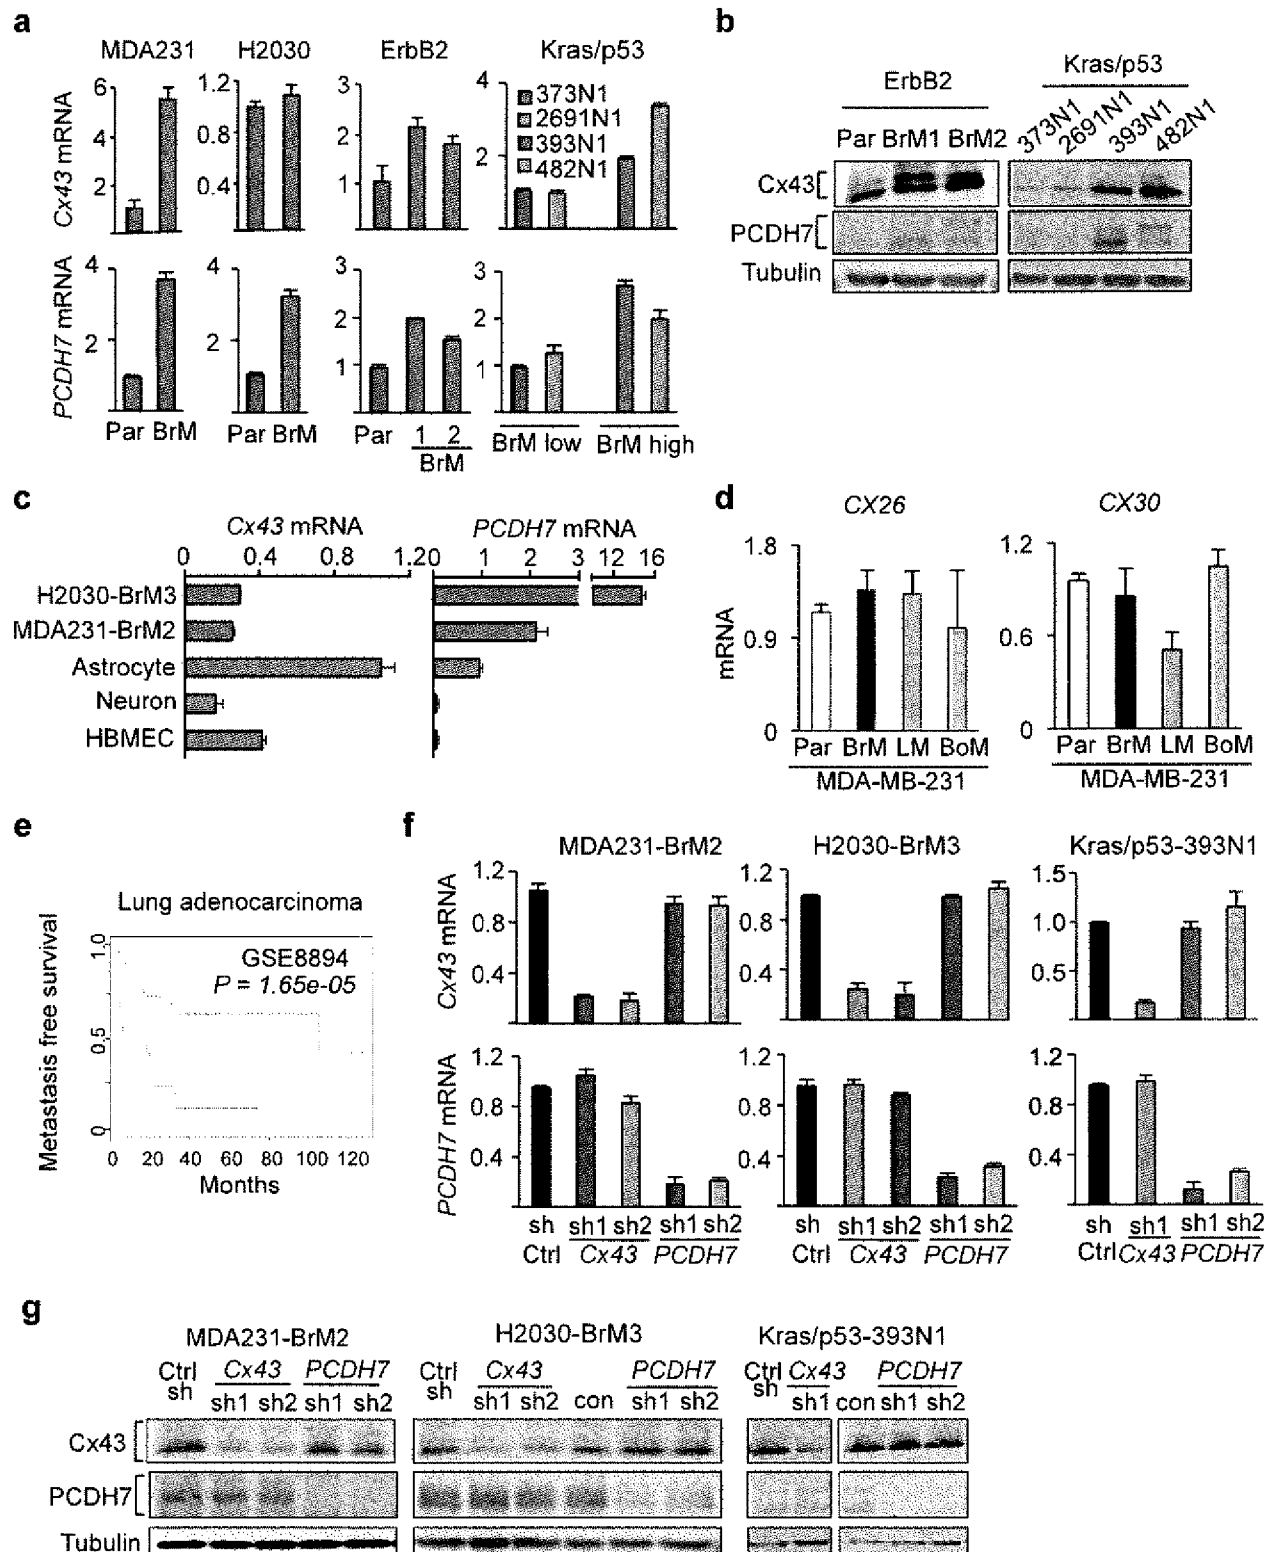 a
MDA231 H2030 ErbB2 Kras/p53
Cx43 mRNA
6
4
2
1.2
0.8
0.4
3
2
1
4
2
373N1
2691N1
393N1
482N1
PCDH7 mRNA
4
2
4
2
3
2
1
3
2
1
Par BrM Par BrM Par 1 2 BrM low BrM high
BrM
b
ErbB2 Kras/p53
Par BrM1 BrM2 373N1 2691N1 393N1 482N1
Cx43
PCDH7
Tubulin
c
Cx43 mRNA PCDH7 mRNA
0 0.4 0.8 1.2 0 1 2 3 12 16
H2030-BrM3
MDA231-BrM2
Astrocyte
Neuron
HBMEC
d
CX26 CX30
mRNA
1.8
0.9
0
1.2
0.6
0
Par BrM LM BoM Par BrM LM BoM
MDA-MB-231 MDA-MB-231
e
Lung adenocarcinoma
Metastasis free survival
1.0
0.5
0
GSE8894
P = 1.65e-05
0 20 40 60 80 100 120
Months
f
MDA231-BrM2 H2030-BrM3 Kras/p53-393N1
Cx43 mRNA
1.2
0.8
0.4
1.2
0.8
0.4
1.5
1.0
0.5
PCDH7 mRNA
1.2
0.8
0.4
1.2
0.8
0.4
1.2
0.8
0.4
sh sh1 sh2 sh1 sh2 sh sh1 sh2 sh1 sh2 sh sh1 sh1 sh2
Ctrl Cx43 PCDH7 Ctrl Cx43 PCDH7 Ctrl Cx43 PCDH7
g
MDA231-BrM2 H2030-BrM3 Kras/p53-393N1
Ctrl Cx43 PCDH7 Ctrl Cx43 PCDH7 Ctrl Cx43 PCDH7
sh sh1 sh2 sh1 sh2 sh sh1 sh2 con sh1 sh2 sh sh1 con sh1 sh2
Cx43
PCDH7
Tubulin